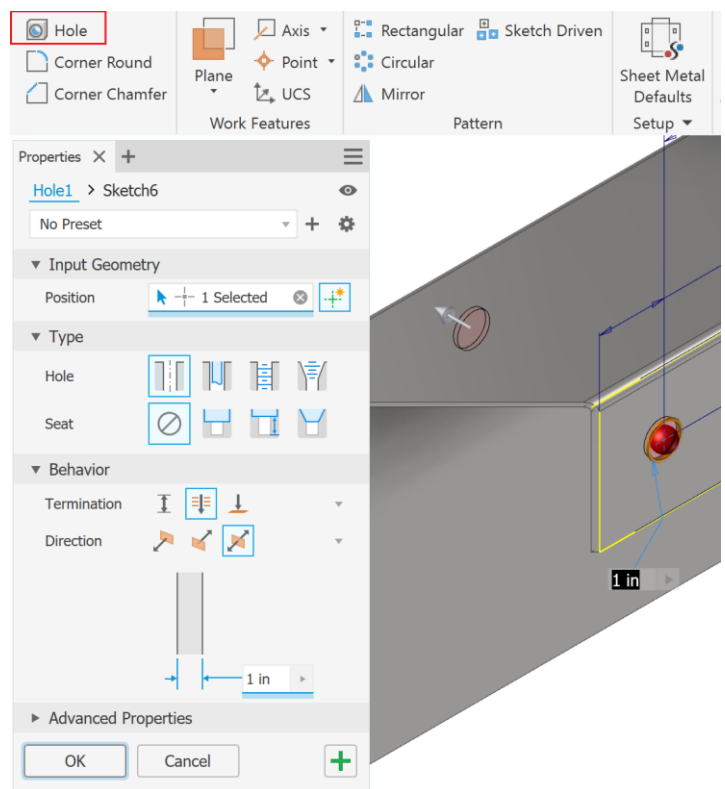 Hole
Axis
Rectangular
Sketch Driven
Corner Round
Plane
Point
Circular
Sheet Metal
Defaults
Corner Chamfer
UCS
Mirror
Work Features
Pattern
Setup
Properties
Hole1 > Sketch6
No Preset
Input Geometry
Position
1 Selected
Type
Hole
Seat
Behavior
Termination
Direction
1 in
1 in
Advanced Properties
OK
Cancel